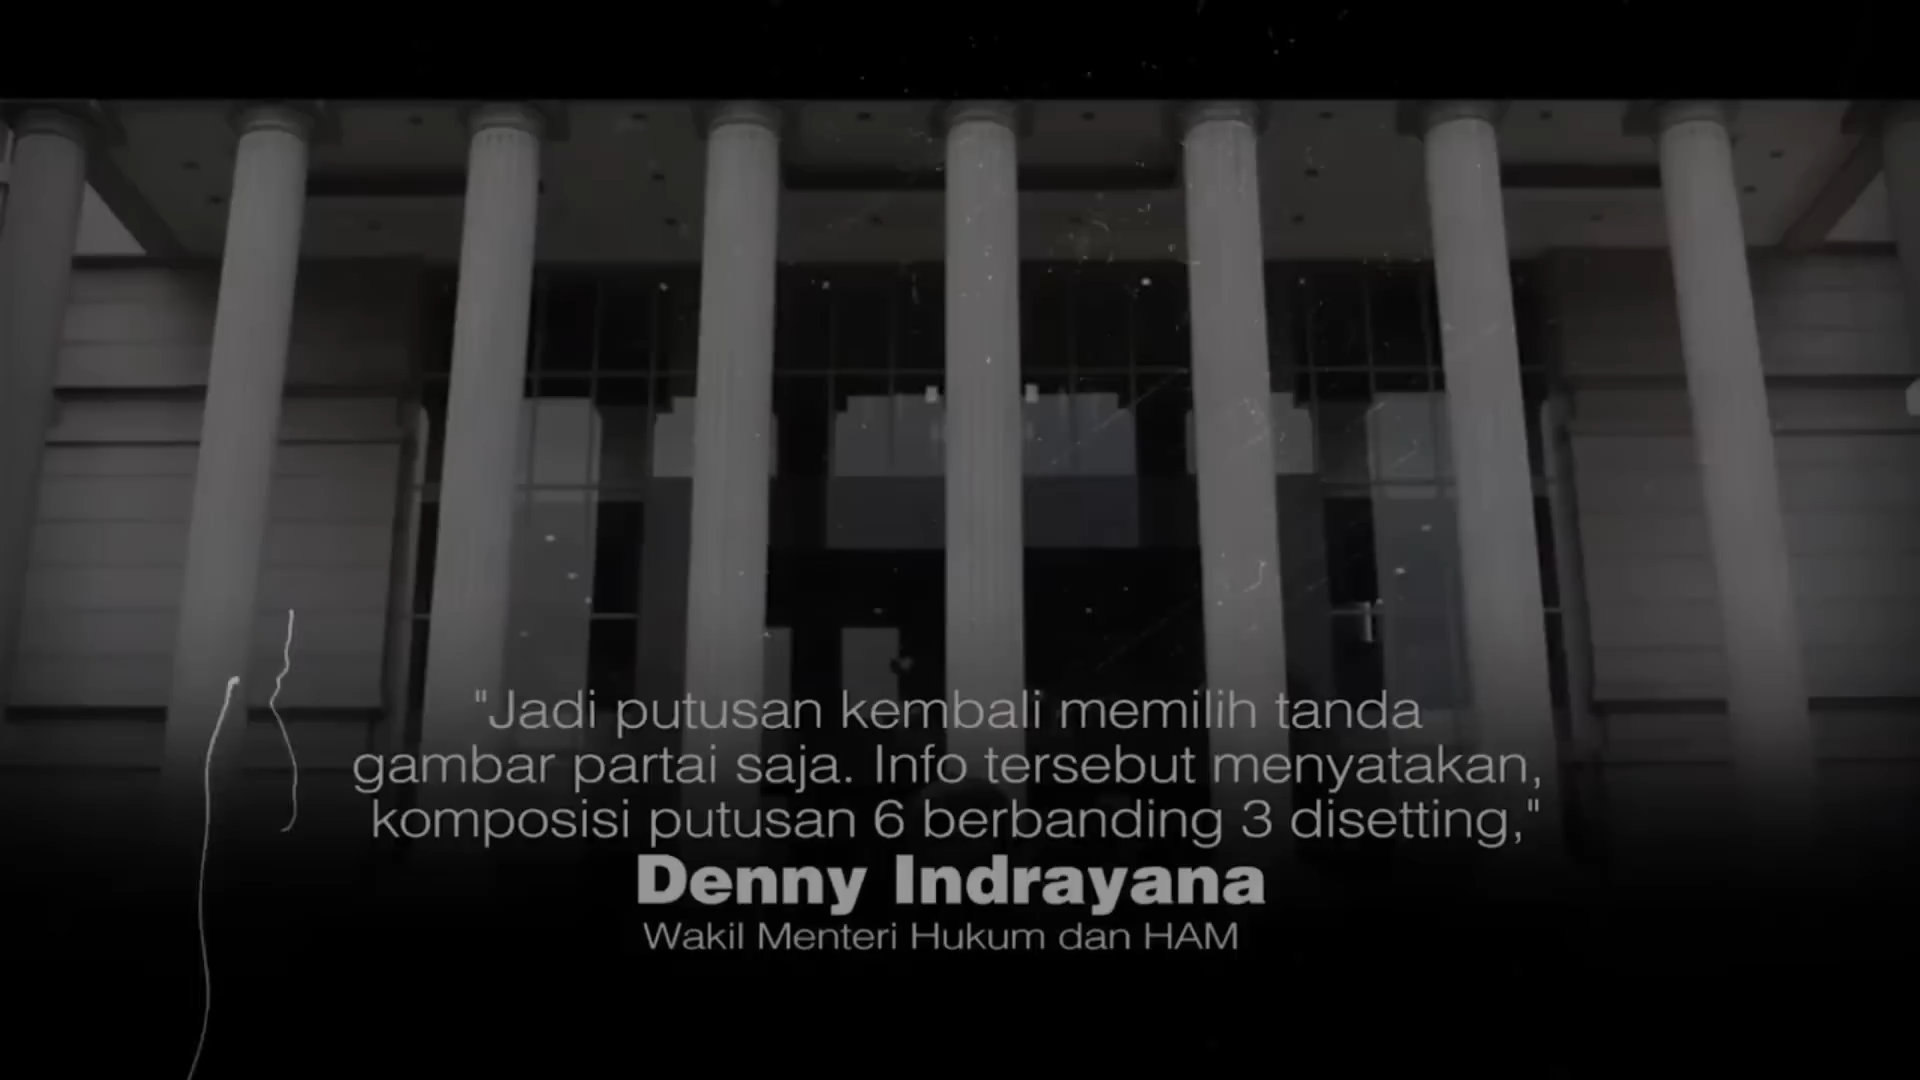 "Jadi putusan kembali memilih tanda
gambar partai saja. Info tersebut menyatakan,
komposisi putusan 6 berbanding 3 disetting,"
Denny Indrayana
Wakil Menteri Hukum dan HAM